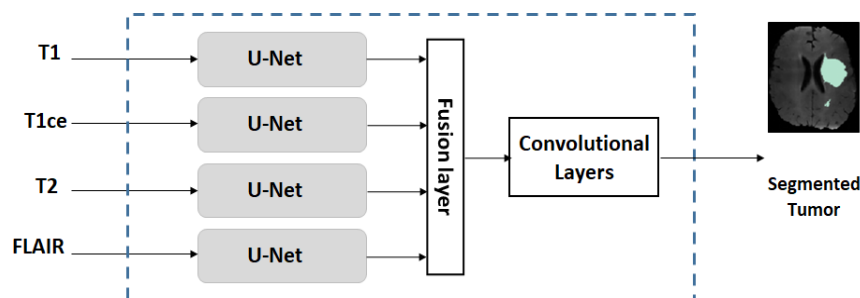 T1
U-Net
T1ce
U-Net
T2
U-Net
FLAIR
U-Net
Fusion layer
Convolutional
Layers
Segmented
Tumor